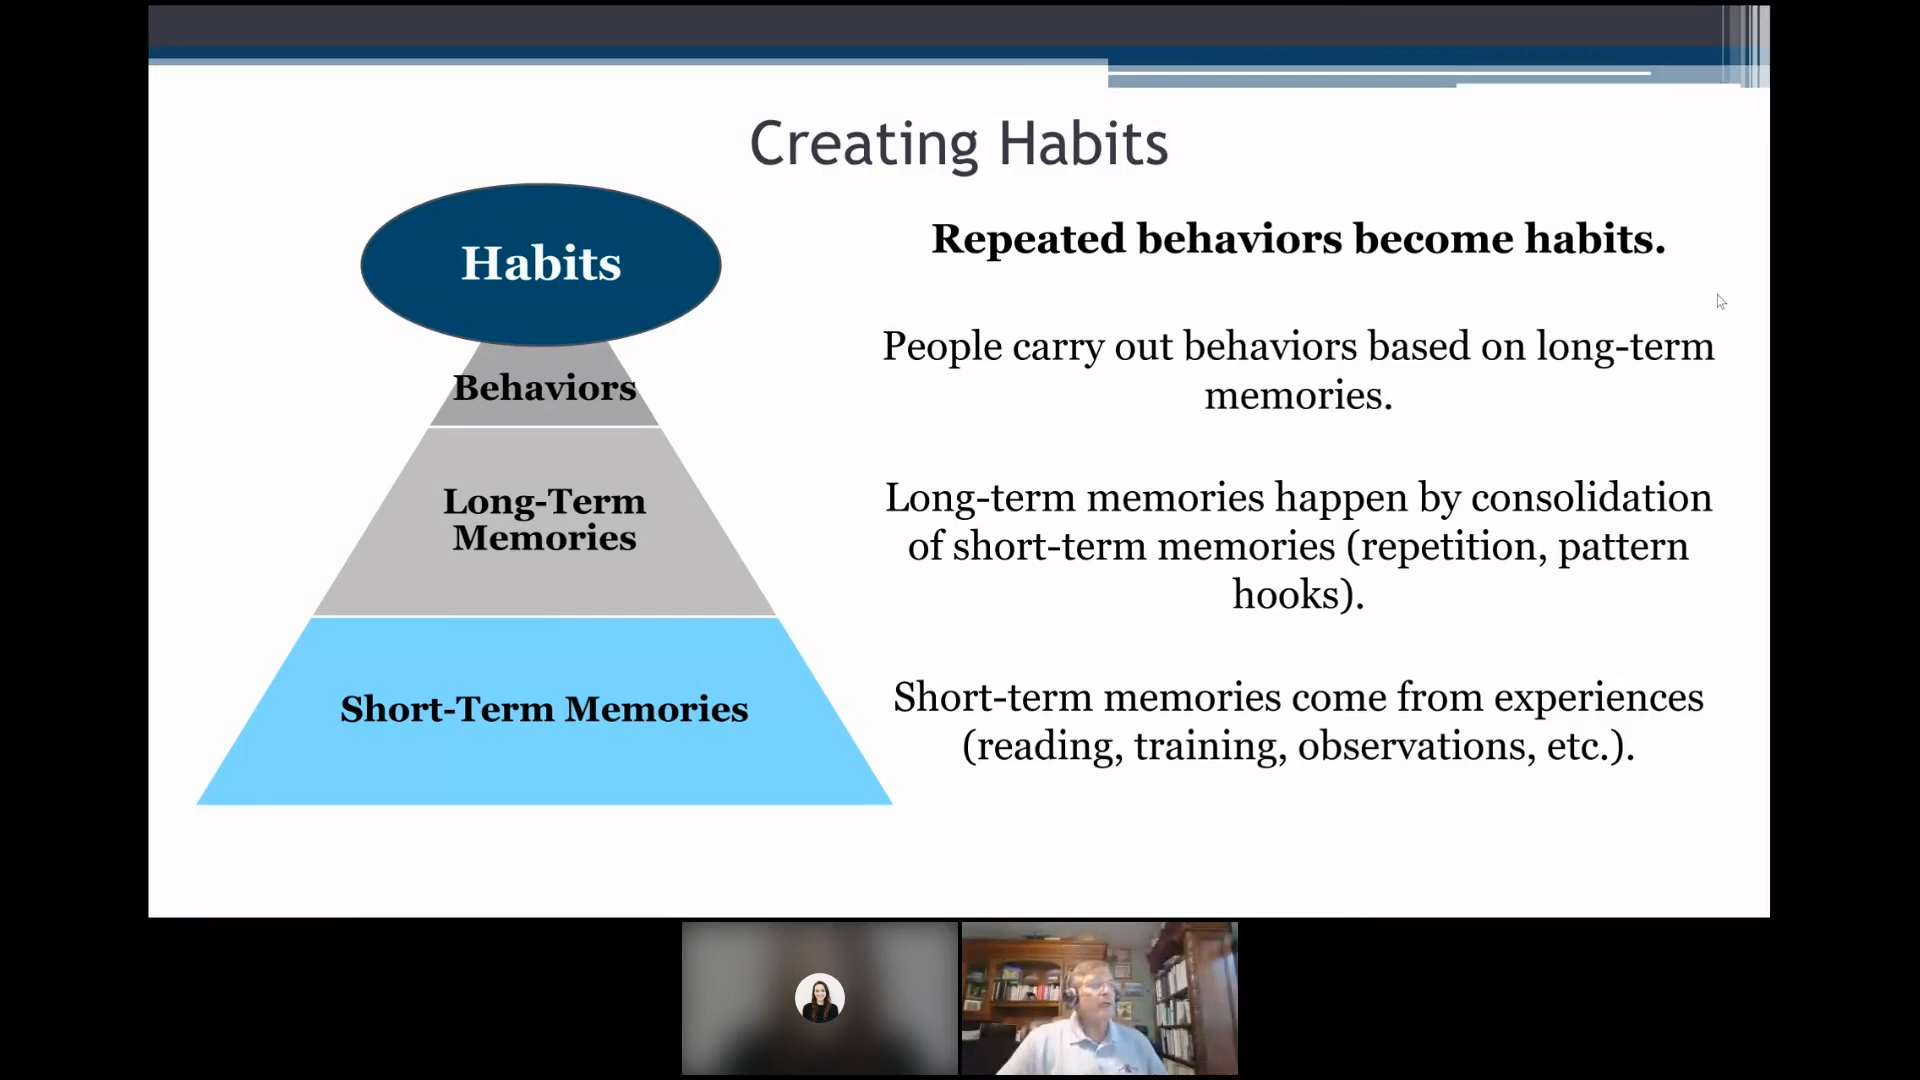 Creating Habits
Habits
Behaviors
Long-Term
Memories
Short-Term Memories
Repeated behaviors become habits.
People carry out behaviors based on long-term
memories.
Long-term memories happen by consolidation
of short-term memories (repetition, pattern
hooks).
Short-term memories come from experiences
(reading, training, observations, etc.).